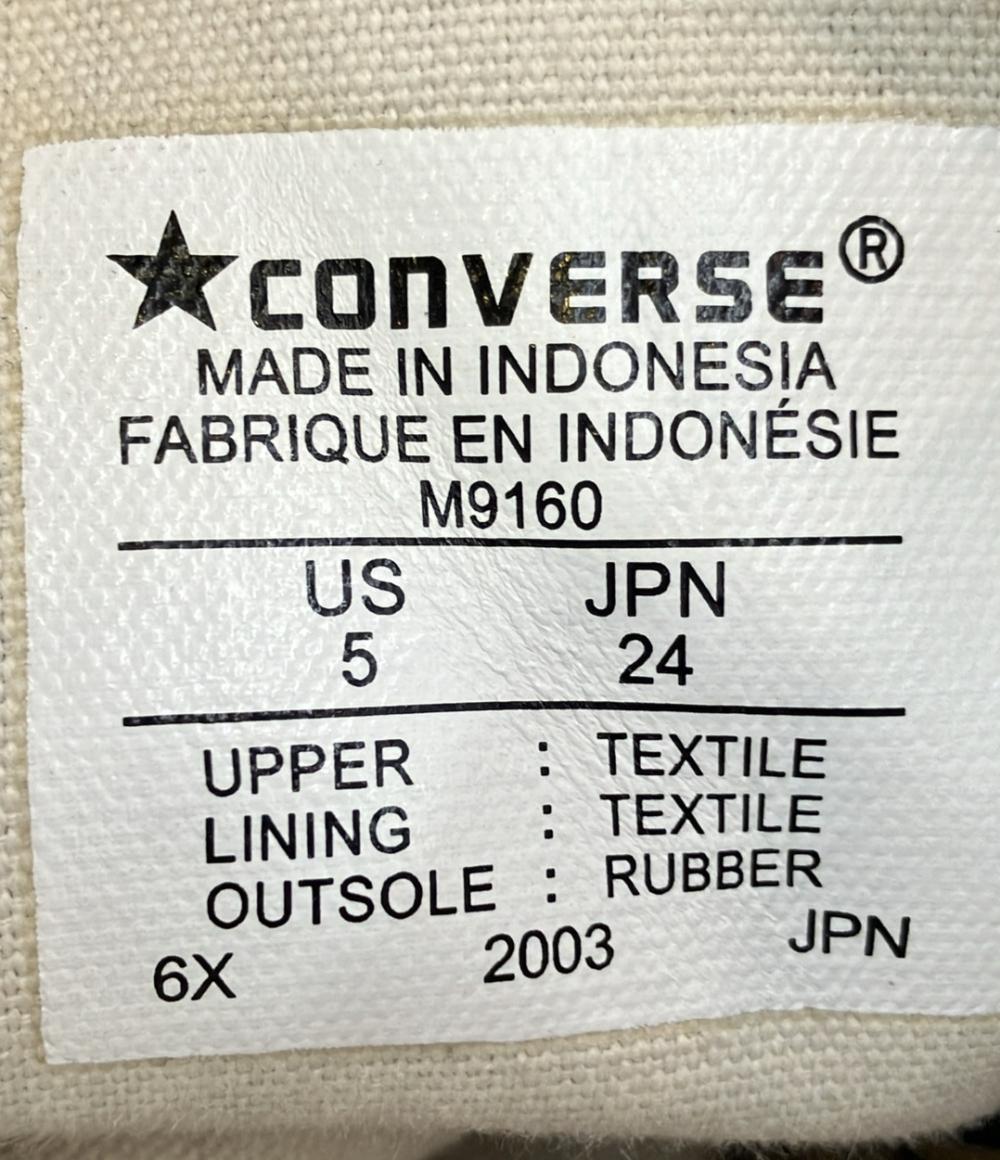 CONVERSE®
MADE IN INDONESIA
FABRIQUE EN INDONÉSIE
M9160
US JPN
5 24
UPPER : TEXTILE
LINING : TEXTILE
OUTSOLE : RUBBER
6X 2003 JPN